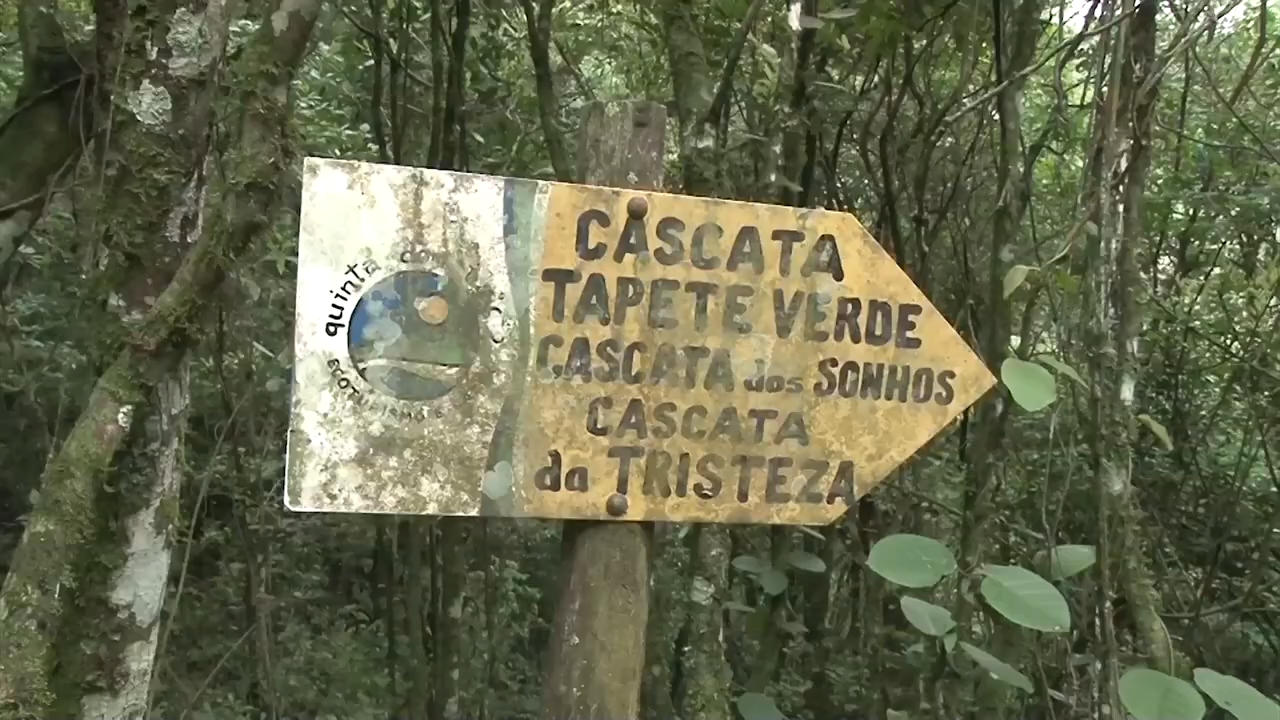 quinta
CASCATA
TAPETE VERDE
CASCATA dos SONHOS
CASCATA
da TRISTEZA